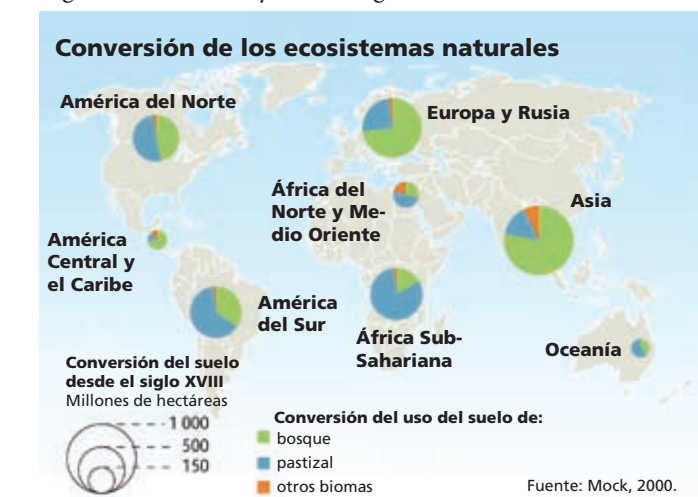 Conversión de los ecosistemas naturales
América del Norte
Europa y Rusia
África del
Norte y Me-
dio Oriente
Asia
América
Central y
el Caribe
América
del Sur
África Sub-
Sahariana
Oceanía
Conversión del suelo
desde el siglo XVIII
Millones de hectáreas
1 000
500
150
Conversión del uso del suelo de:
bosque
pastizal
otros biomas
Fuente: Mock, 2000.